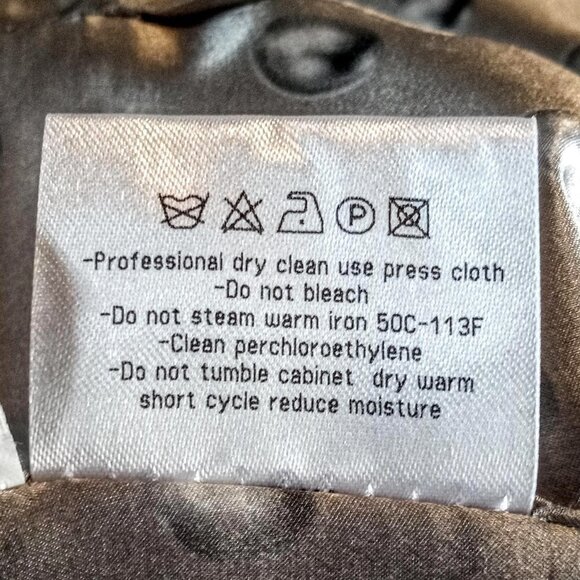 P
-Professional dry clean use press cloth
-Do not bleach
-Do not steam warm iron 50C-113F
-Clean perchloroethylene
-Do not tumble cabinet dry warm
short cycle reduce moisture